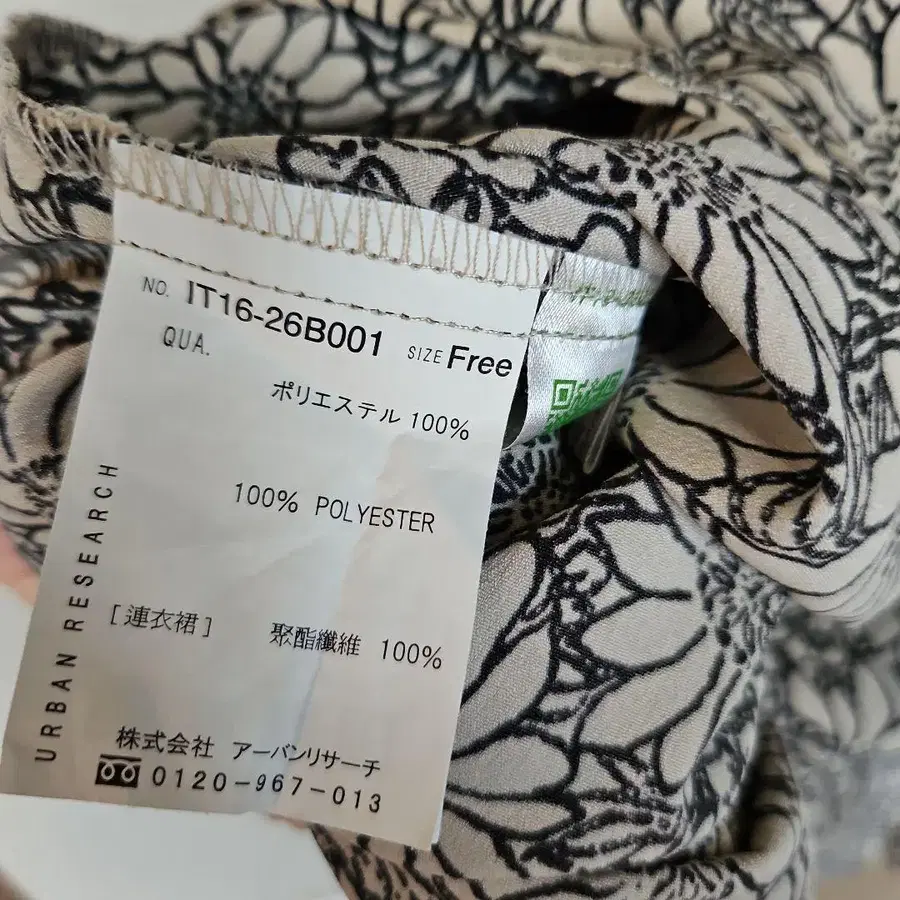 NO. IT16-26B001 SIZE Free
QUA.
ポリエステル 100%
100% POLYESTER
[連衣裙] 聚酯纖維 100%
URBAN RESEARCH
株式会社 アーバンリサーチ
0120-967-013